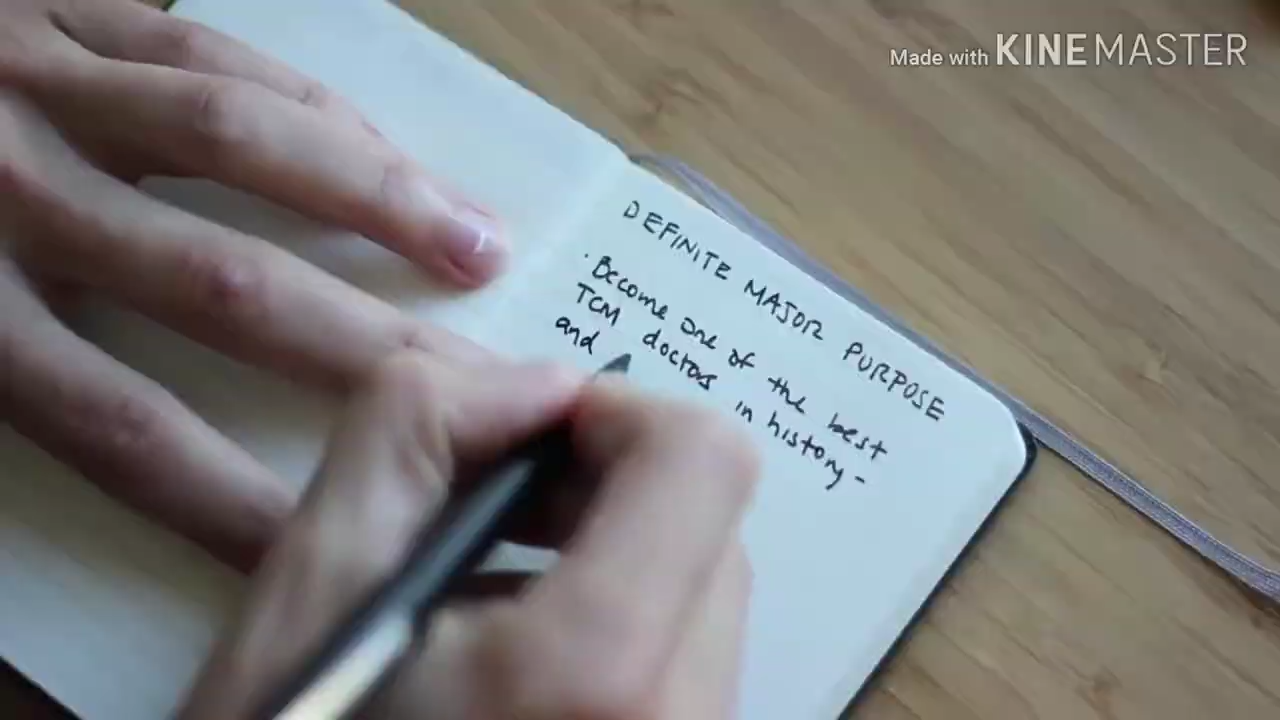 Made with KINEMASTER
DEFINITE MAJOR PURPOSE
· Become one of the best
TCM doctors in history -
and